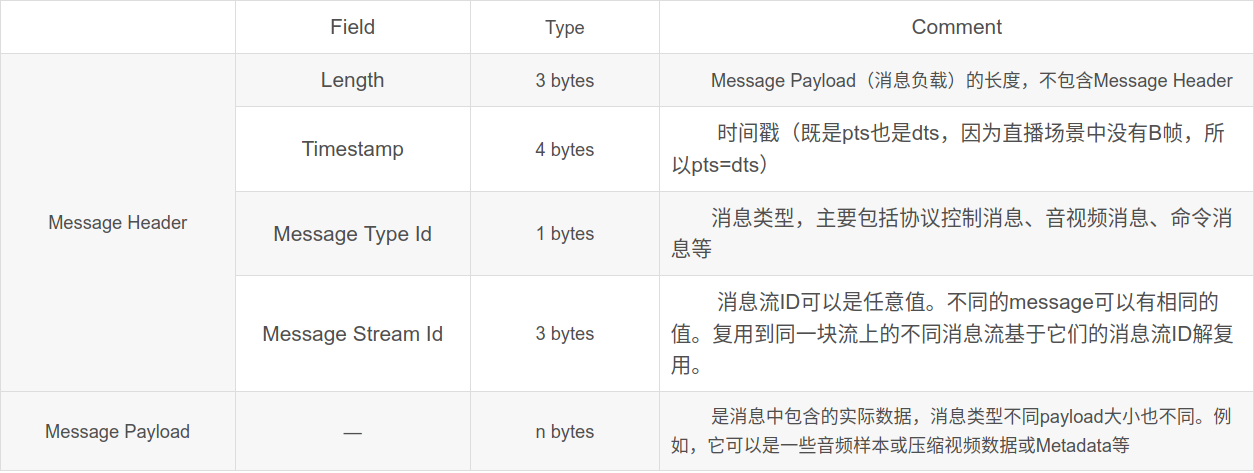 Field Type Comment
Length 3 bytes Message Payload（消息负载）的长度，不包含Message Header
Timestamp 4 bytes 时间戳（既是pts也是dts，因为直播场景中没有B帧，所
以pts=dts）
Message Header
Message Type Id 1 bytes 消息类型，主要包括协议控制消息、音视频消息、命令消
息等
Message Stream Id 3 bytes 消息流ID可以是任意值。不同的message可以有相同的
值。复用到同一块流上的不同消息流基于它们的消息流ID解复
用。
Message Payload — n bytes 是消息中包含的实际数据，消息类型不同payload大小也不同。例
如，它可以是一些音频样本或压缩视频数据或Metadata等